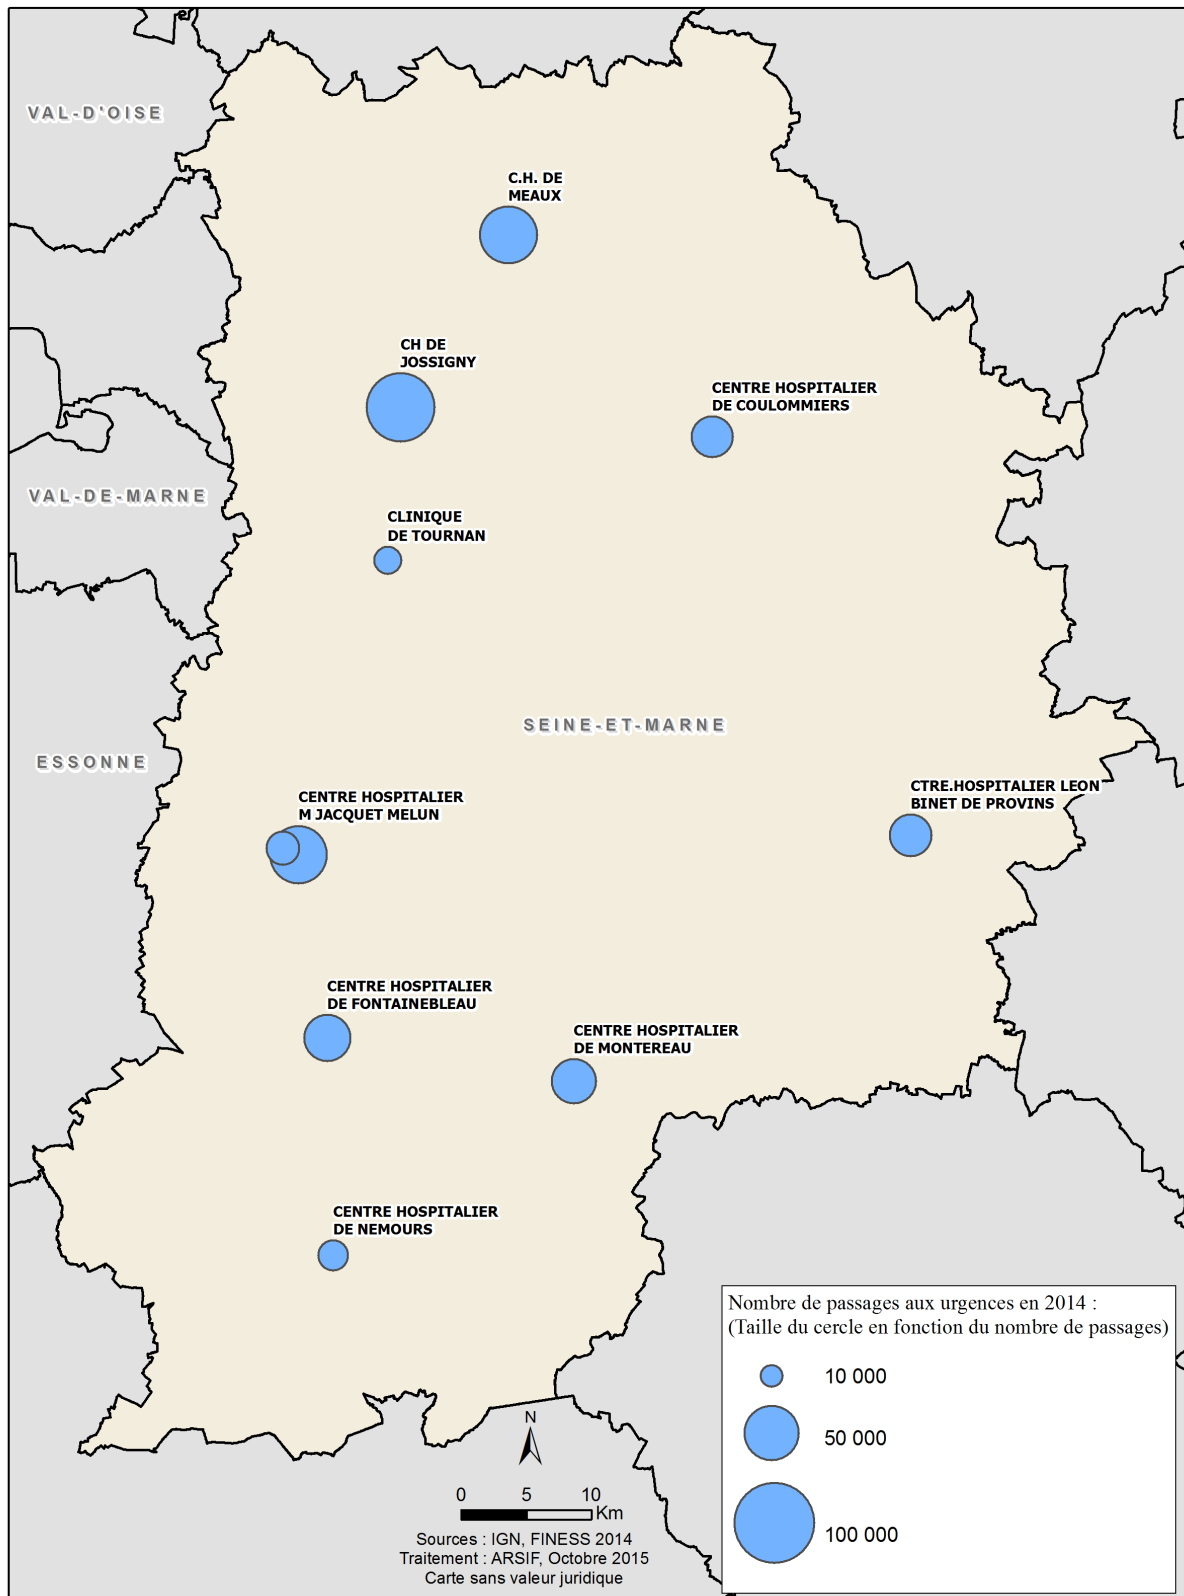 VAL-D'OISE
C.H. DE
MEAUX
CH DE
JOSSIGNY
CENTRE HOSPITALIER
DE COULOMMIERS
VAL-DE-MARNE
CLINIQUE
DE TOURNAN
SEINE-ET-MARNE
ESSONNE
CENTRE HOSPITALIER
M JACQUET MELUN
CTRE.HOSPITALIER LEON
BINET DE PROVINS
CENTRE HOSPITALIER
DE FONTAINEBLEAU
CENTRE HOSPITALIER
DE MONTEREAU
CENTRE HOSPITALIER
DE NEMOURS
Nombre de passages aux urgences en 2014 :
(Taille du cercle en fonction du nombre de passages)
10 000
50 000
100 000
N
0 5 10
Km
Sources : IGN, FINESS 2014
Traitement : ARSIF, Octobre 2015
Carte sans valeur juridique